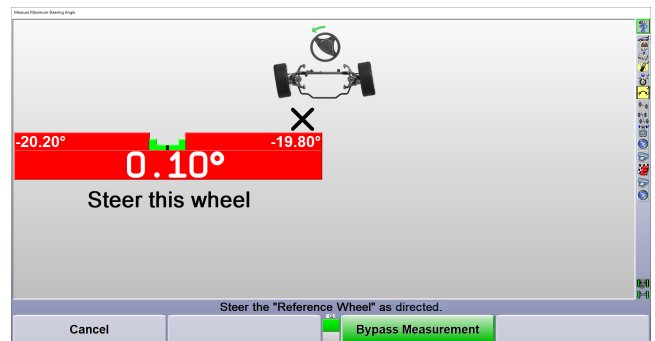 Measure Maximum Steering Angle
-20.20° -19.80°
0.10°
Steer this wheel
Steer the "Reference Wheel" as directed.
Cancel Bypass Measurement